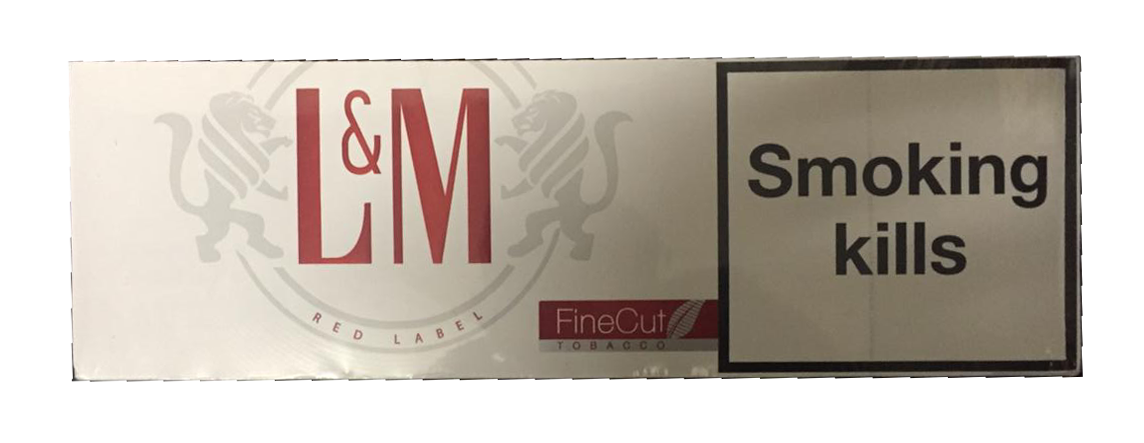 L&M
RED LABEL
FineCut
TOBACCO
Smoking
kills